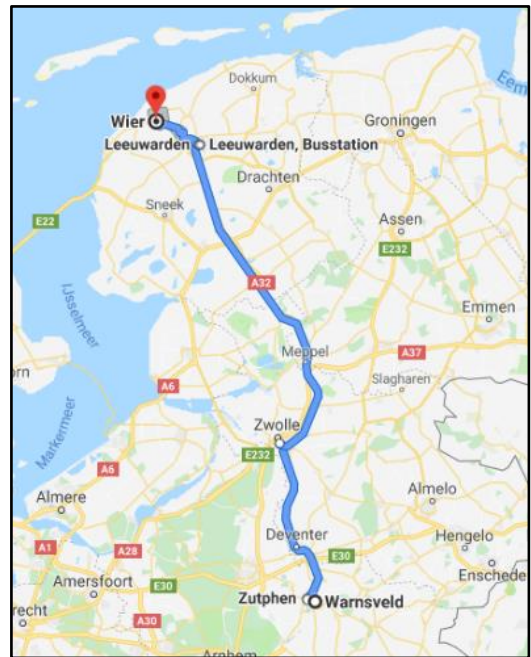 Dokkum
Wier
Groningen
Leeuwarden
Leeuwarden, Busstation
Drachten
Sneek
E22
Assen
E232
A32
IJsselmeer
Emmen
Meppel
A37
A6
Slagharen
Markermeer
Zwolle
E232
A6
Almere
Almelo
Deventer
E30
Hengelo
A1
A28
Enschede
Amersfoort
E30
Zutphen
Warnsveld
A30